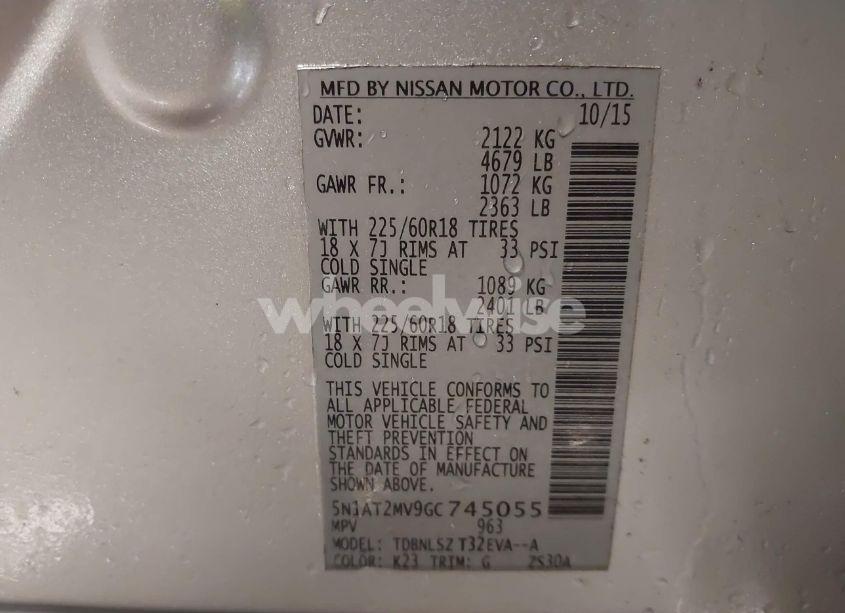 MFD BY NISSAN MOTOR CO., LTD.
DATE: 10/15
GVWR: 2122 KG
4679 LB
GAWR FR.: 1072 KG
2363 LB
WITH 225/60R18 TIRES
18 X 7J RIMS AT 33 PSI
COLD SINGLE
GAWR RR.: 1089 KG
2401 LB
WITH 225/60R18 TIRES
18 X 7J RIMS AT 33 PSI
COLD SINGLE
THIS VEHICLE CONFORMS TO
ALL APPLICABLE FEDERAL
MOTOR VEHICLE SAFETY AND
THEFT PREVENTION
STANDARDS IN EFFECT ON
THE DATE OF MANUFACTURE
SHOWN ABOVE.
5N1AT2MV9GC745055
MPV 963
MODEL: TDBNLSZ T32EVA--A
COLOR: K23 TRIM: G 2S30A